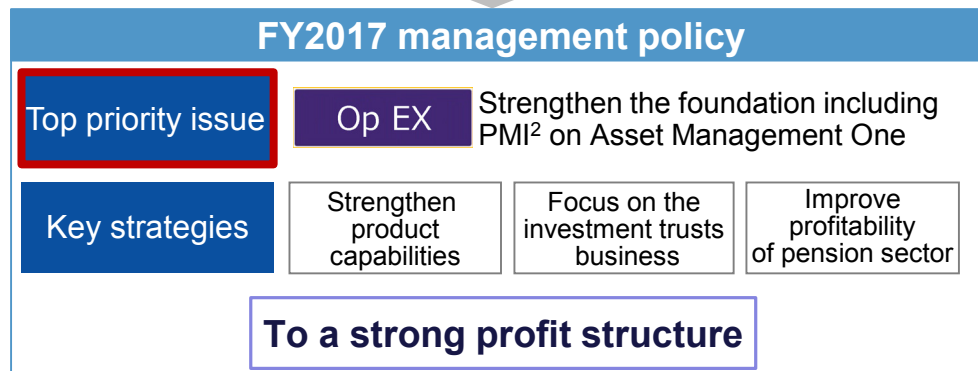 FY2017 management policy
Top priority issue
Op EX
Strengthen the foundation including
PMI² on Asset Management One
Key strategies
Strengthen
product
capabilities
Focus on the
investment trusts
business
Improve
profitability
of pension sector
To a strong profit structure